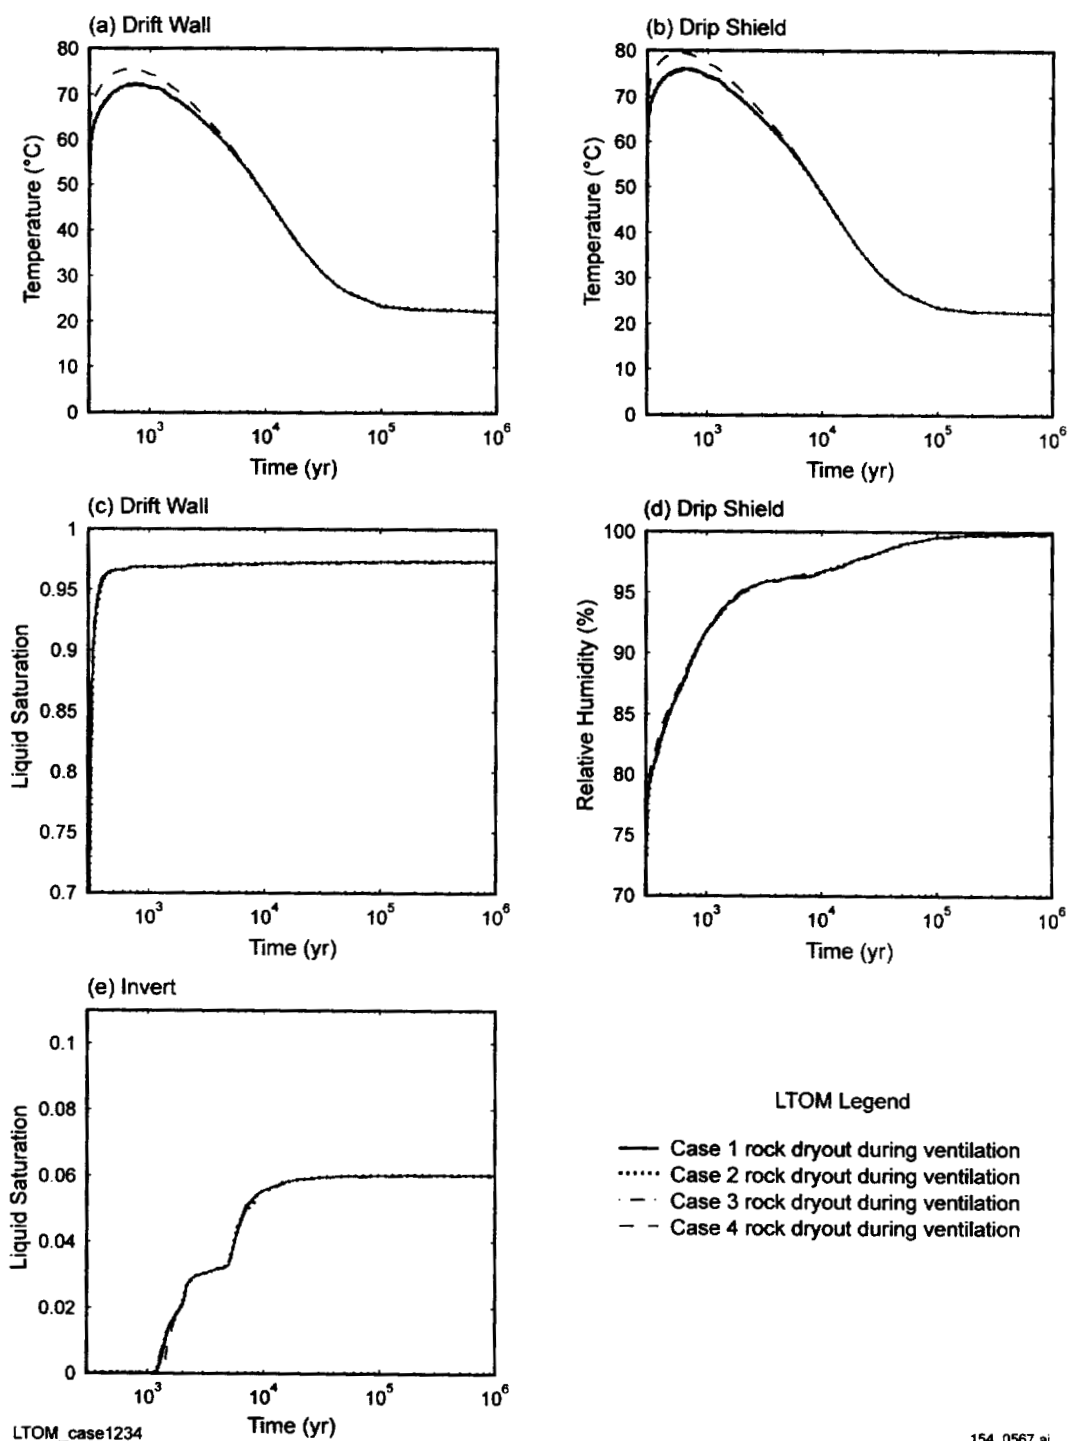 (a) Drift Wall
80
70
60
50
40
30
20
10
0
Temperature (°C)
10³ 10⁴ 10⁵ 10⁶
Time (yr)
(b) Drip Shield
80
70
60
50
40
30
20
10
0
Temperature (°C)
10³ 10⁴ 10⁵ 10⁶
Time (yr)
(c) Drift Wall
1
0.95
0.9
0.85
0.8
0.75
0.7
Liquid Saturation
10³ 10⁴ 10⁵ 10⁶
Time (yr)
(d) Drip Shield
100
95
90
85
80
75
70
Relative Humidity (%)
10³ 10⁴ 10⁵ 10⁶
Time (yr)
(e) Invert
0.1
0.08
0.06
0.04
0.02
0
Liquid Saturation
10³ 10⁴ 10⁵ 10⁶
Time (yr)
LTOM Legend
Case 1 rock dryout during ventilation
Case 2 rock dryout during ventilation
Case 3 rock dryout during ventilation
Case 4 rock dryout during ventilation
LTOM_case1234
154_0567.ai